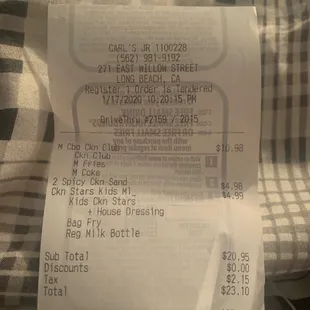 CARL'S JR 1100228
(562) 981-9192
271 EAST WILLOW STREET
LONG BEACH, CA
Register 1 Order is Tendered
1/17/2020 10:20:15 PM
DriveThru #2169 / 2015
M Cbo Ckn Club $10.98
Ckn Club
M Fries
M Coke
2 Spicy Ckn Sand $4.98
Ckn Stars Kids Ml $4.99
Kids Ckn Stars
+ House Dressing
Bag Fry
Reg Milk Bottle
Sub Total $20.95
Discounts $0.00
Tax $2.15
Total $23.10